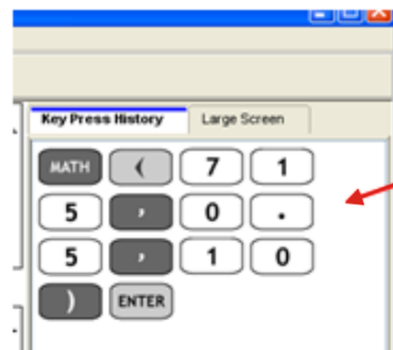 Key Press History Large Screen
MATH ( 7 1
5 , 0 .
5 , 1 0
) ENTER